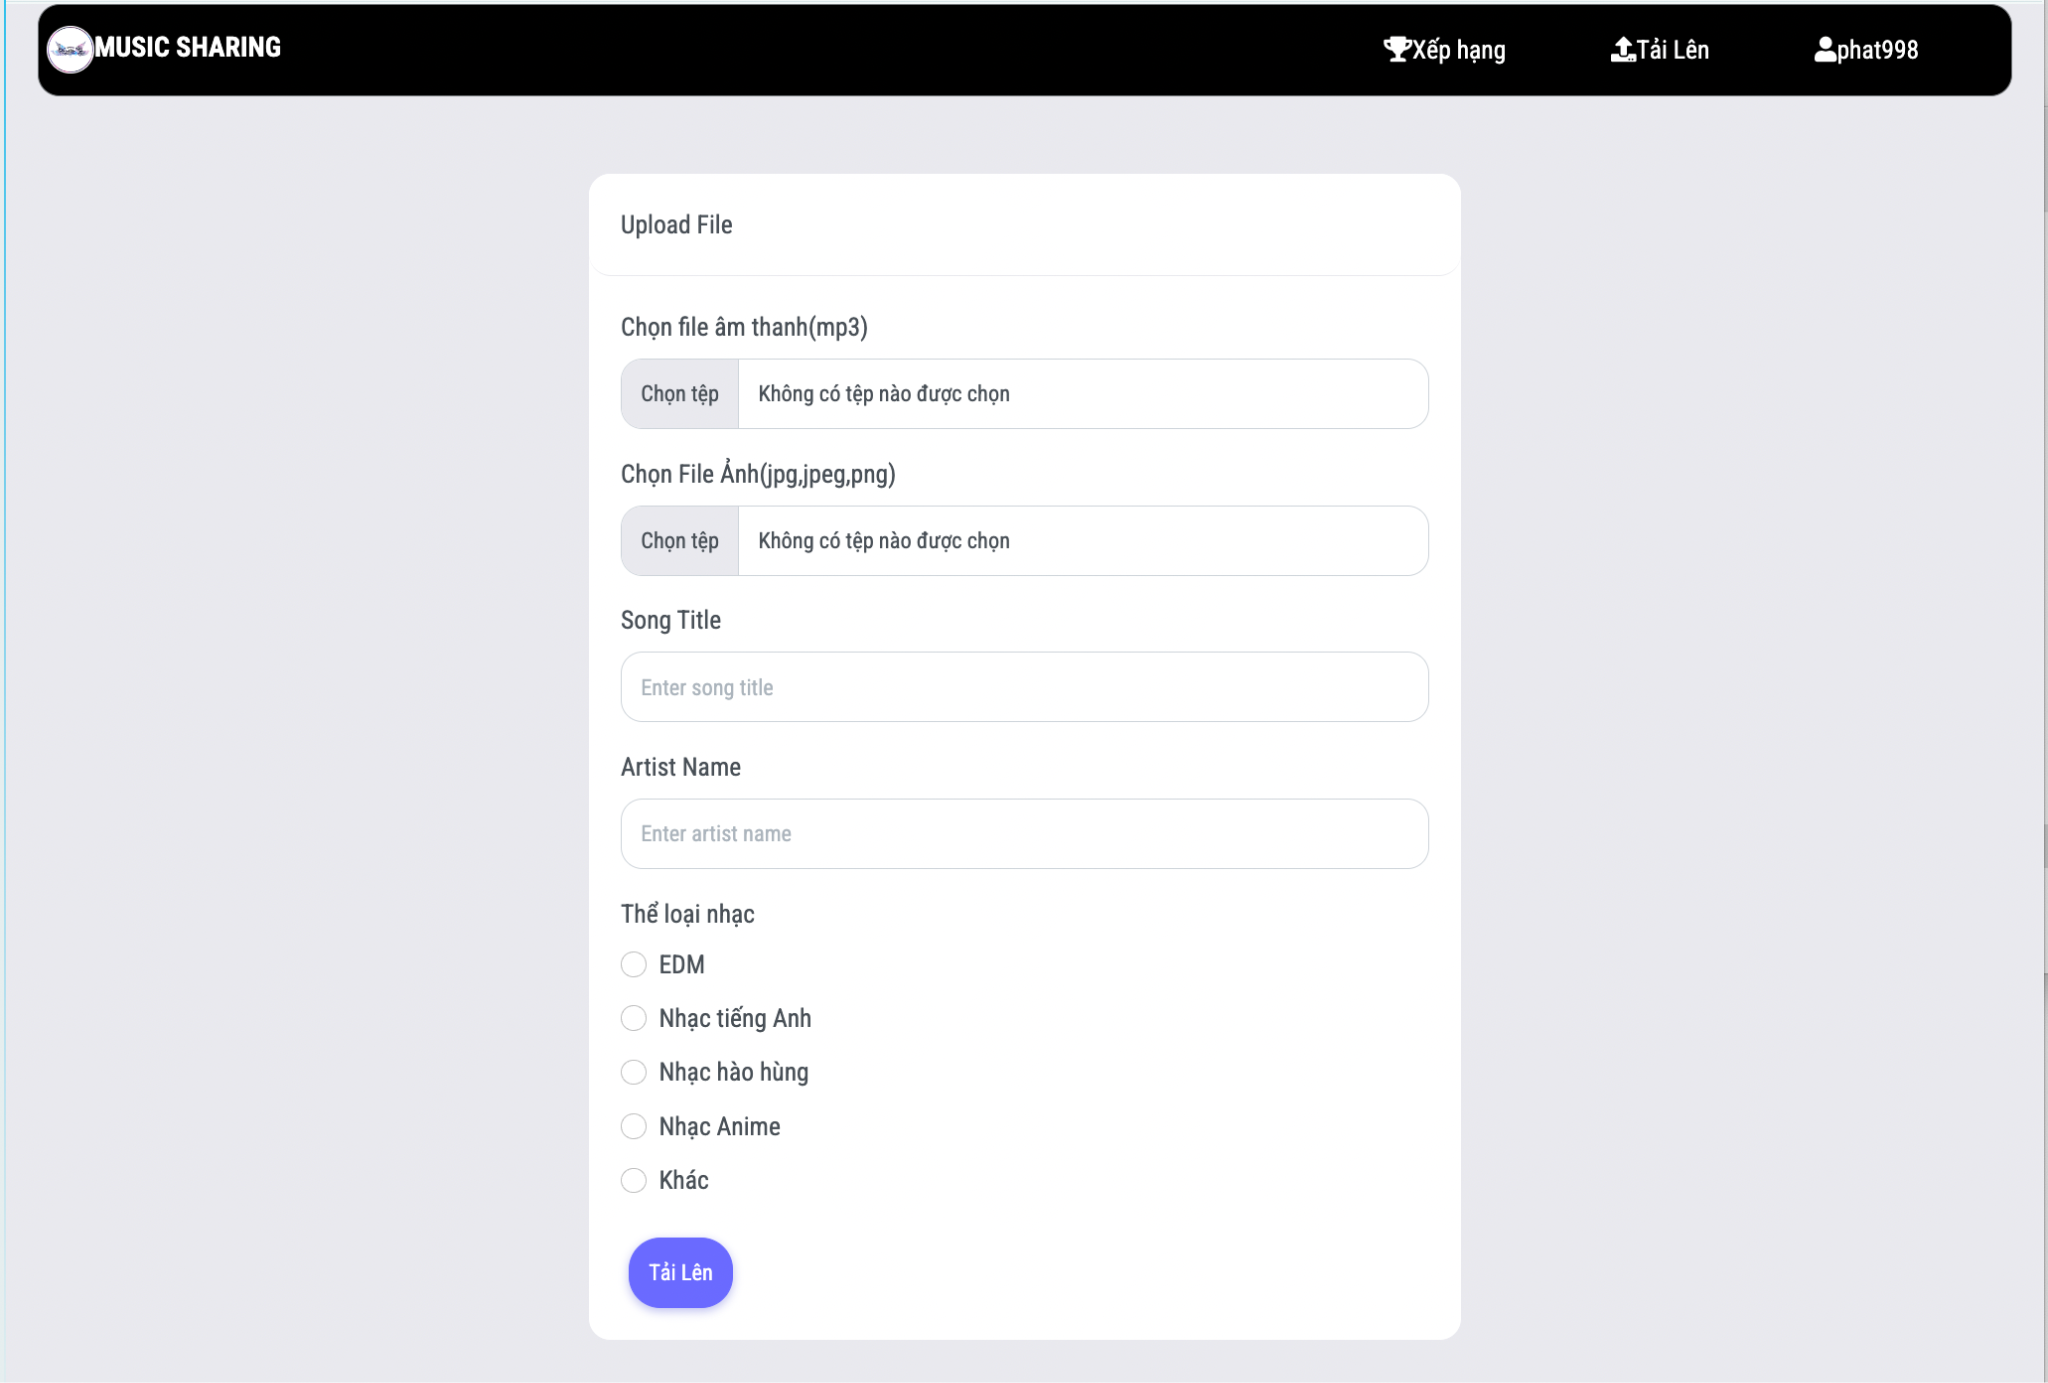 MUSIC SHARING
Xếp hạng
Tải Lên
phat998
Upload File
Chọn file âm thanh(mp3)
Chọn tệp Không có tệp nào được chọn
Chọn File Ảnh(jpg,jpeg,png)
Chọn tệp Không có tệp nào được chọn
Song Title
Enter song title
Artist Name
Enter artist name
Thể loại nhạc
EDM
Nhạc tiếng Anh
Nhạc hào hùng
Nhạc Anime
Khác
Tải Lên